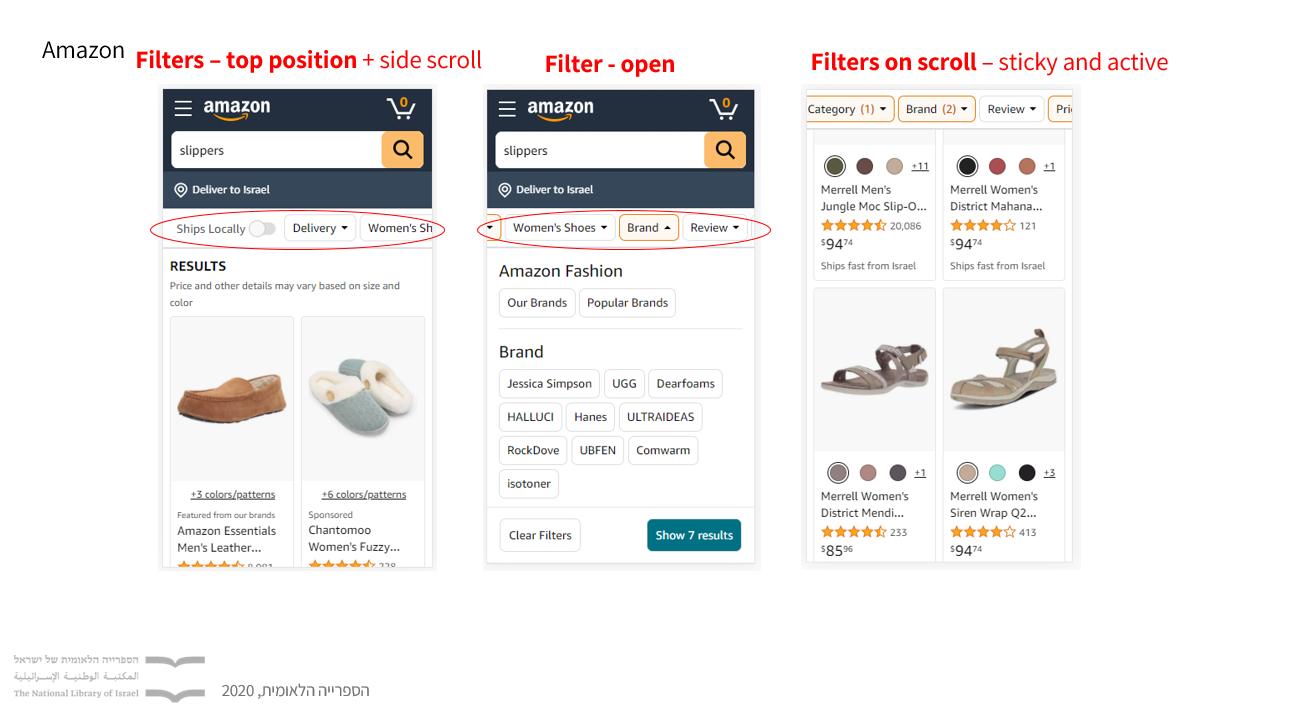 Amazon
Filters – top position + side scroll
Filter - open
Filters on scroll – sticky and active
amazon
0
slippers
Deliver to Israel
Ships Locally
Delivery
Women's Sh
RESULTS
Price and other details may vary based on size and
color
+3 colors/patterns
Featured from our brands
Amazon Essentials
Men's Leather...
+6 colors/patterns
Sponsored
Chantomoo
Women's Fuzzy...
amazon
0
slippers
Deliver to Israel
Women's Shoes
Brand
Review
Amazon Fashion
Our Brands
Popular Brands
Brand
Jessica Simpson
UGG
Dearfoams
HALLUCI
Hanes
ULTRAIDEAS
RockDove
UBFEN
Comwarm
isotoner
Clear Filters
Show 7 results
Category (1)
Brand (2)
Review
Pri
+11
Merrell Men's
Jungle Moc Slip-O...
20,086
$94 74
Ships fast from Israel
+1
Merrell Women's
District Mahana...
121
$94 74
Ships fast from Israel
+1
Merrell Women's
District Mendi...
233
$85 96
+3
Merrell Women's
Siren Wrap Q2...
413
$94 74
הספרייה הלאומית של ישראל
المكتبة الوطنية الإسرائيلية
The National Library of Israel
הספרייה הלאומית, 2020